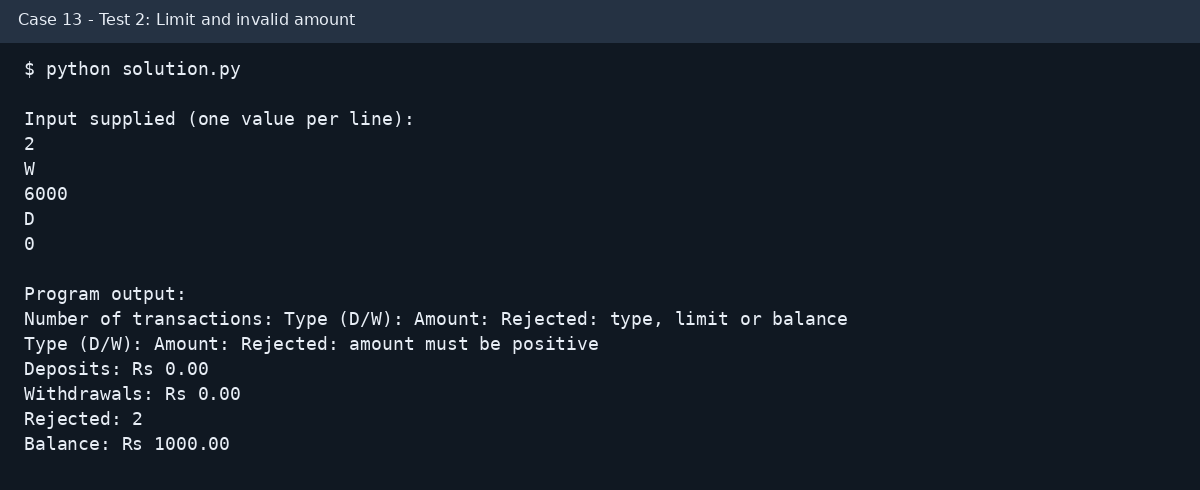 Case 13 - Test 2: Limit and invalid amount
$ python solution.py
Input supplied (one value per line):
2
W
6000
D
0
Program output:
Number of transactions: Type (D/W): Amount: Rejected: type, limit or balance
Type (D/W): Amount: Rejected: amount must be positive
Deposits: Rs 0.00
Withdrawals: Rs 0.00
Rejected: 2
Balance: Rs 1000.00